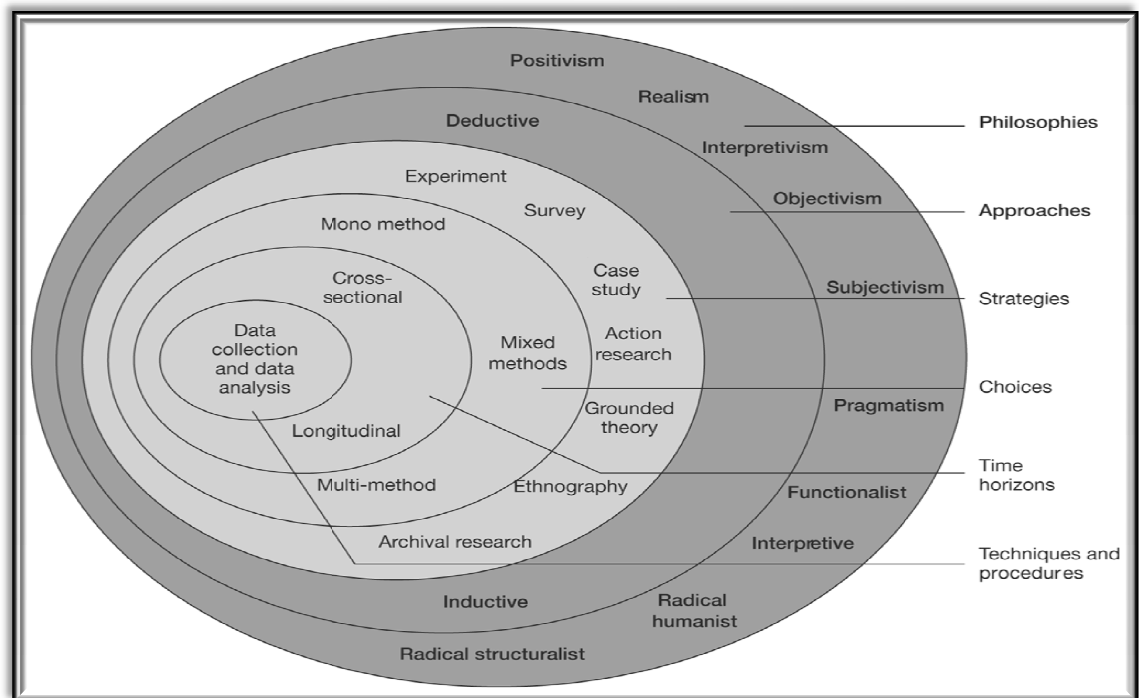 Positivism
Realism
Philosophies
Deductive
Interpretivism
Experiment
Objectivism
Survey
Approaches
Mono method
Case
study
Cross-
sectional
Subjectivism
Strategies
Data
collection
and data
analysis
Mixed
methods
Action
research
Choices
Pragmatism
Grounded
theory
Longitudinal
Time
horizons
Multi-method
Ethnography
Functionalist
Archival research
Interpretive
Techniques and
procedures
Inductive
Radical
humanist
Radical structuralist